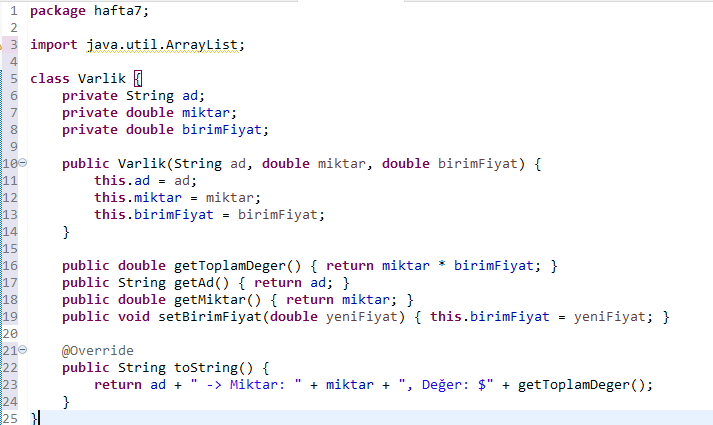 1 package hafta7;
2
3 import java.util.ArrayList;
4
5 class Varlik {
6     private String ad;
7     private double miktar;
8     private double birimFiyat;
9
10     public Varlik(String ad, double miktar, double birimFiyat) {
11         this.ad = ad;
12         this.miktar = miktar;
13         this.birimFiyat = birimFiyat;
14     }
15
16     public double getToplamDeger() { return miktar * birimFiyat; }
17     public String getAd() { return ad; }
18     public double getMiktar() { return miktar; }
19     public void setBirimFiyat(double yeniFiyat) { this.birimFiyat = yeniFiyat; }
20
21     @Override
22     public String toString() {
23         return ad + " -> Miktar: " + miktar + ", Değer: $" + getToplamDeger();
24     }
25 }